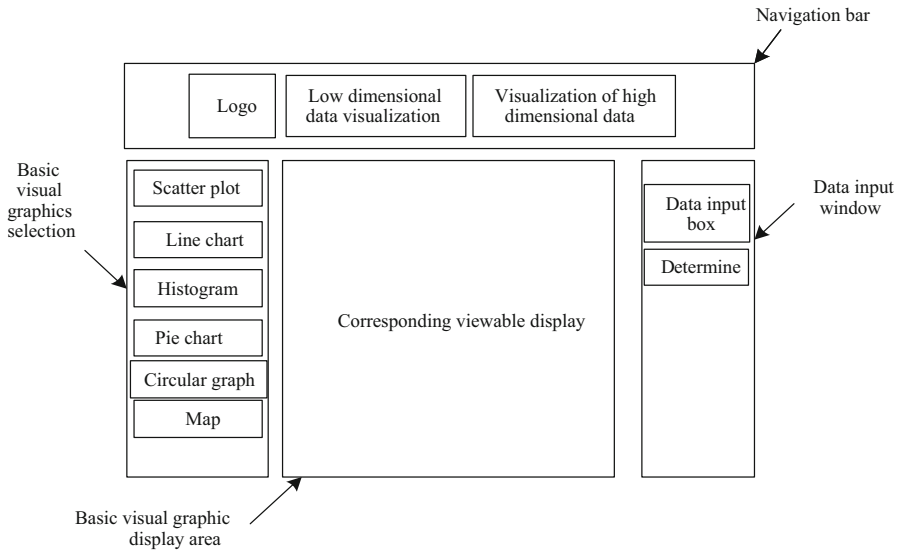 Navigation bar
Logo
Low dimensional
data visualization
Visualization of high
dimensional data
Basic
visual
graphics
selection
Scatter plot
Line chart
Histogram
Pie chart
Circular graph
Map
Corresponding viewable display
Data input
box
Determine
Data input
window
Basic visual graphic
display area